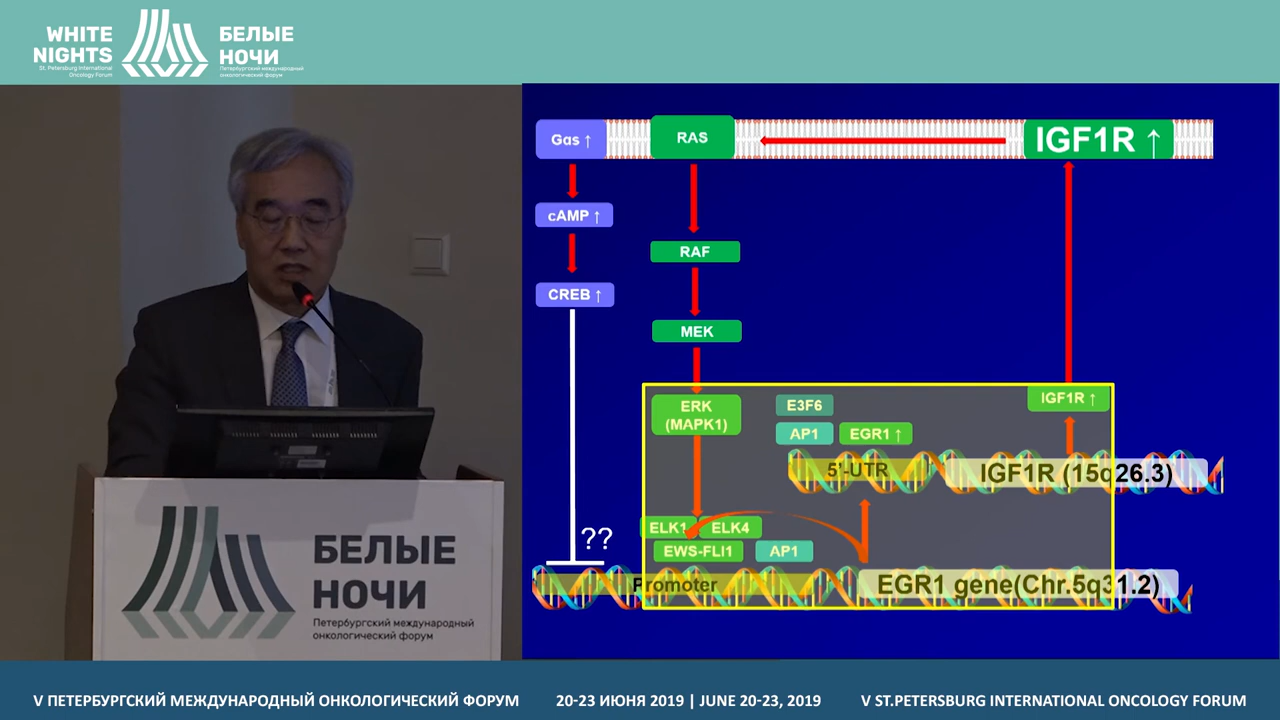 WHITE
NIGHTS
St. Petersburg International
Oncology Forum
БЕЛЫЕ
НОЧИ
Петербургский международный
онкологический форум
Gas ↑
RAS
IGF1R ↑
cAMP ↑
RAF
CREB ↑
MEK
ERK
(MAPK1)
E3F6
IGF1R ↑
AP1
EGR1 ↑
5'-UTR
IGF1R (15q26.3)
ELK1
ELK4
??
EWS-FLI1
AP1
Promoter
EGR1 gene(Chr.5q31.2)
БЕЛЫЕ
НОЧИ
Петербургский международный
онкологический форум
V ПЕТЕРБУРГСКИЙ МЕЖДУНАРОДНЫЙ ОНКОЛОГИЧЕСКИЙ ФОРУМ
20-23 ИЮНЯ 2019 | JUNE 20-23, 2019
V ST.PETERSBURG INTERNATIONAL ONCOLOGY FORUM